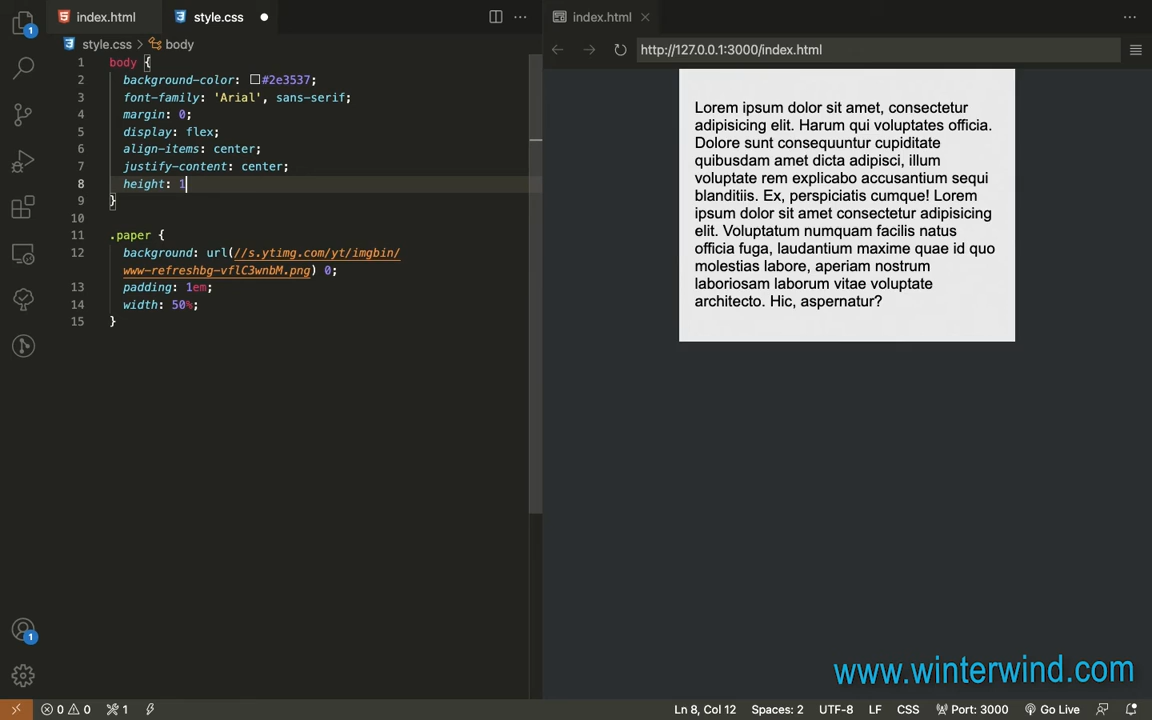 index.html
style.css
index.html
style.css > body
http://127.0.0.1:3000/index.html
1 body {
2 background-color: #2e3537;
3 font-family: 'Arial', sans-serif;
4 margin: 0;
5 display: flex;
6 align-items: center;
7 justify-content: center;
8 height: 1
9 }
10
11 .paper {
12 background: url(//s.ytimg.com/yt/imgbin/
www-refreshbg-vflC3wnbM.png) 0;
13 padding: 1em;
14 width: 50%;
15 }
Lorem ipsum dolor sit amet, consectetur
adipisicing elit. Harum qui voluptates officia.
Dolore sunt consequuntur cupiditate
quibusdam amet dicta adipisci, illum
voluptate rem explicabo accusantium sequi
blanditiis. Ex, perspiciatis cumque! Lorem
ipsum dolor sit amet consectetur adipisicing
elit. Voluptatum numquam facilis natus
officia fuga, laudantium maxime quae id quo
molestias labore, aperiam nostrum
laboriosam laborum vitae voluptate
architecto. Hic, aspernatur?
1
1
www.winterwind.com
0 0 1
Ln 8, Col 12 Spaces: 2 UTF-8 LF CSS Port: 3000 Go Live